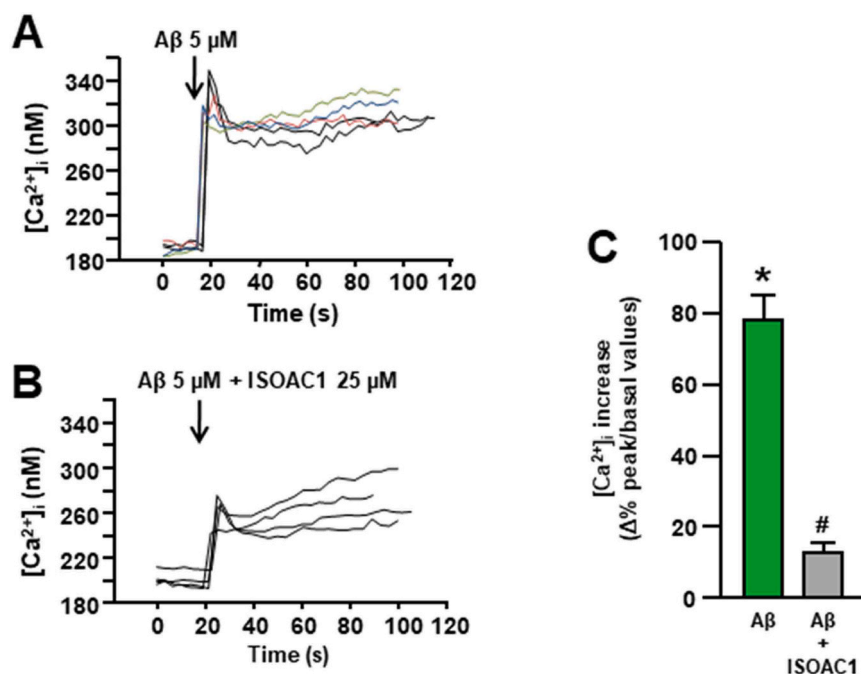 A
Aβ 5 µM
340
300
260
220
180
[Ca2+]i (nM)
0 20 40 60 80 100 120
Time (s)
B
Aβ 5 µM + ISOAC1 25 µM
340
300
260
220
180
[Ca2+]i (nM)
0 20 40 60 80 100 120
Time (s)
C
100
80
60
40
20
0
[Ca2+]i increase
(Δ% peak/basal values)
*
#
Aβ
Aβ
+
ISOAC1